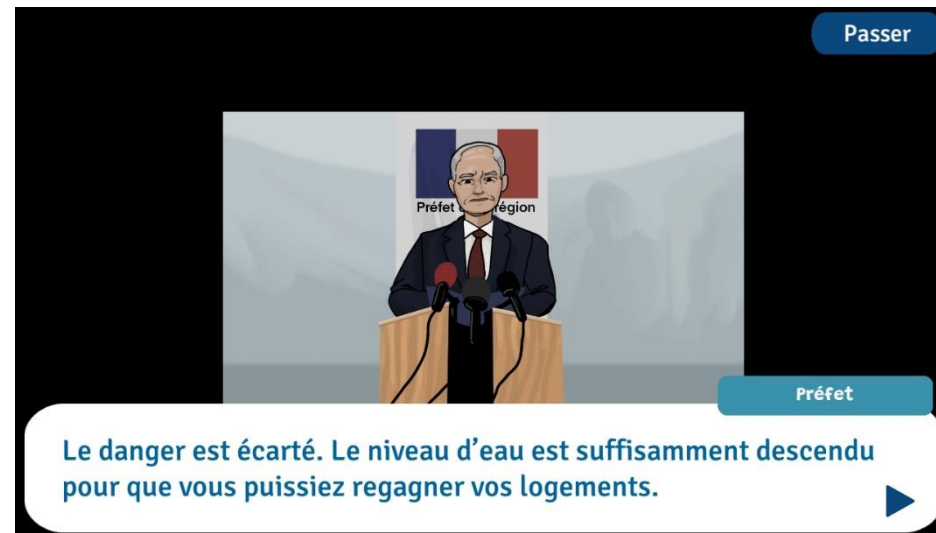 Passer
Préfet région
Préfet
Le danger est écarté. Le niveau d'eau est suffisamment descendu
pour que vous puissiez regagner vos logements.